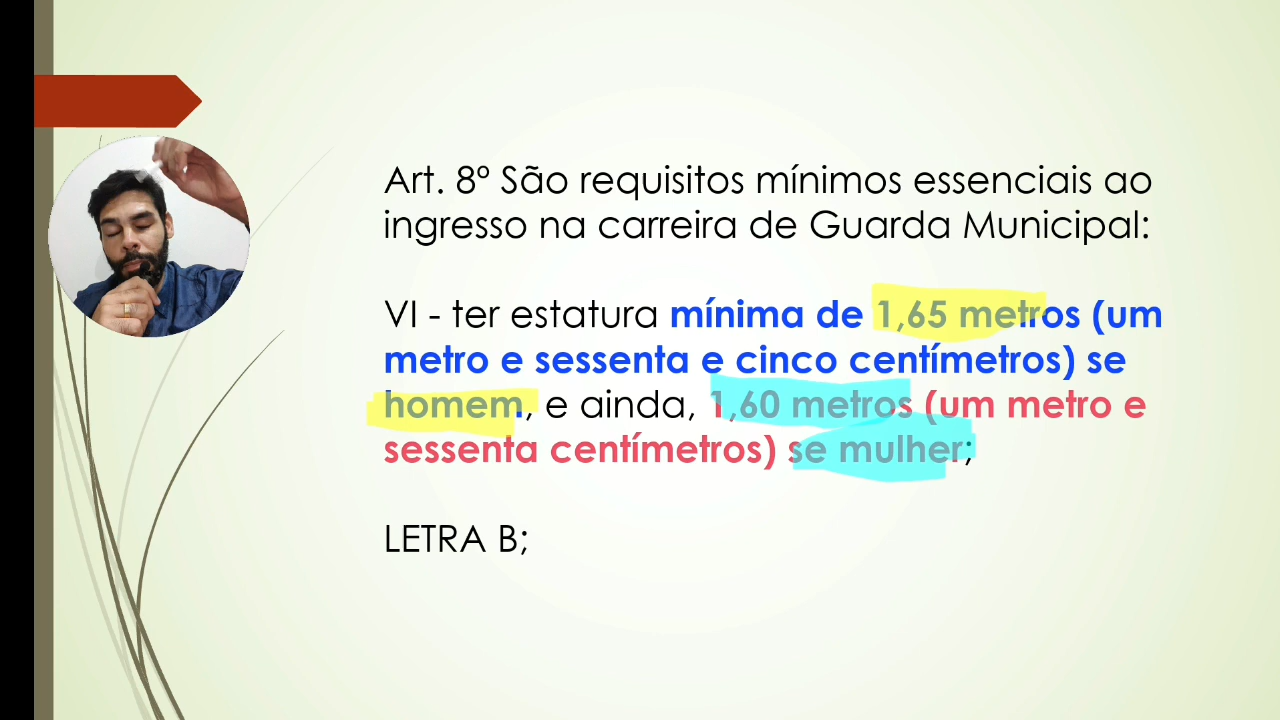 Art. 8º São requisitos mínimos essenciais ao
ingresso na carreira de Guarda Municipal:
VI - ter estatura mínima de 1,65 metros (um
metro e sessenta e cinco centímetros) se
homem, e ainda, 1,60 metros (um metro e
sessenta centímetros) se mulher;
LETRA B;